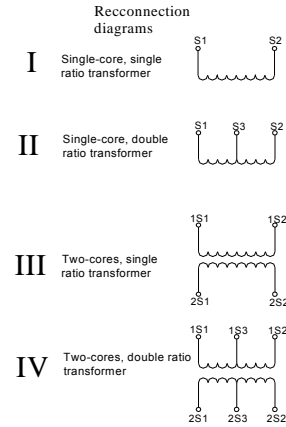 Recconnection
diagrams
I
Single-core, single
ratio transformer
S1 S2
II
Single-core, double
ratio transformer
S1 S3 S2
III
Two-cores, single
ratio transformer
1S1 1S2
2S1 2S2
IV
Two-cores, double ratio
transformer
1S1 1S3 1S2
2S1 2S3 2S2